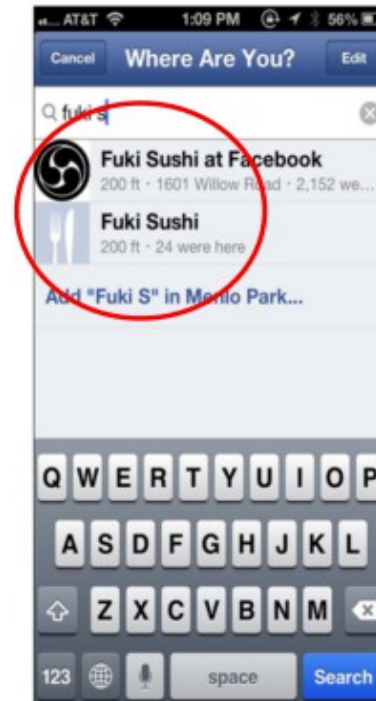 ... AT&T 1:09 PM 56%
Cancel Where Are You? Edit
fuki s
Fuki Sushi at Facebook
200 ft · 1601 Willow Road · 2,152 we...
Fuki Sushi
200 ft · 24 were here
Add "Fuki S" in Menlo Park...
Q W E R T Y U I O P
A S D F G H J K L
Z X C V B N M
123 space Search